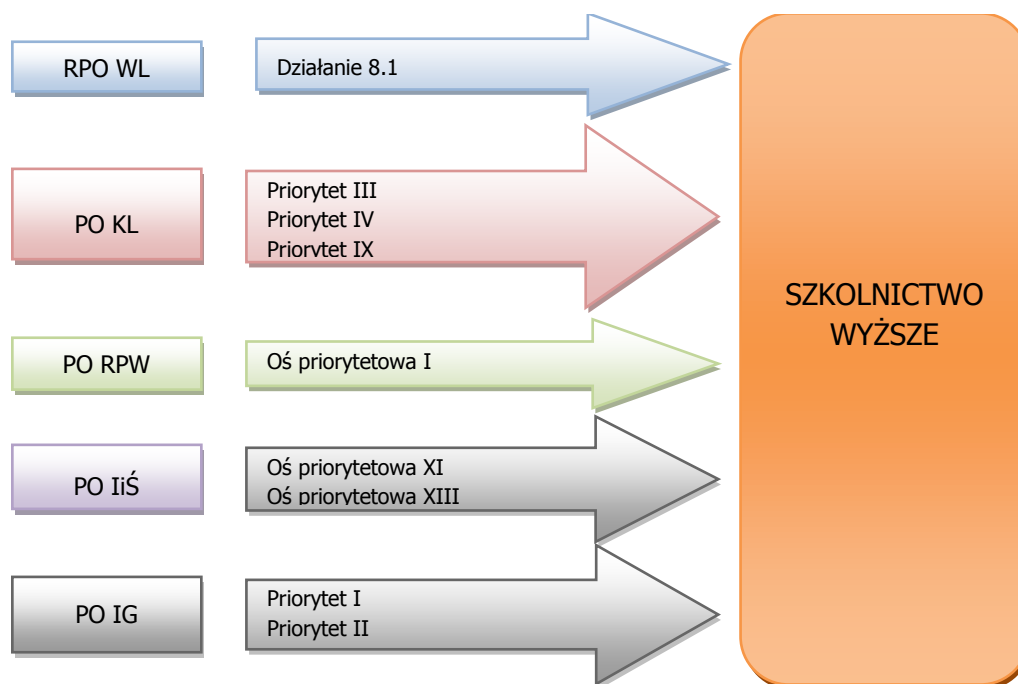 RPO WL
Działanie 8.1
PO KL
Priorytet III
Priorytet IV
Priorytet IX
PO RPW
Oś priorytetowa I
PO IiŚ
Oś priorytetowa XI
Oś priorytetowa XIII
PO IG
Priorytet I
Priorytet II
SZKOLNICTWO
WYŻSZE